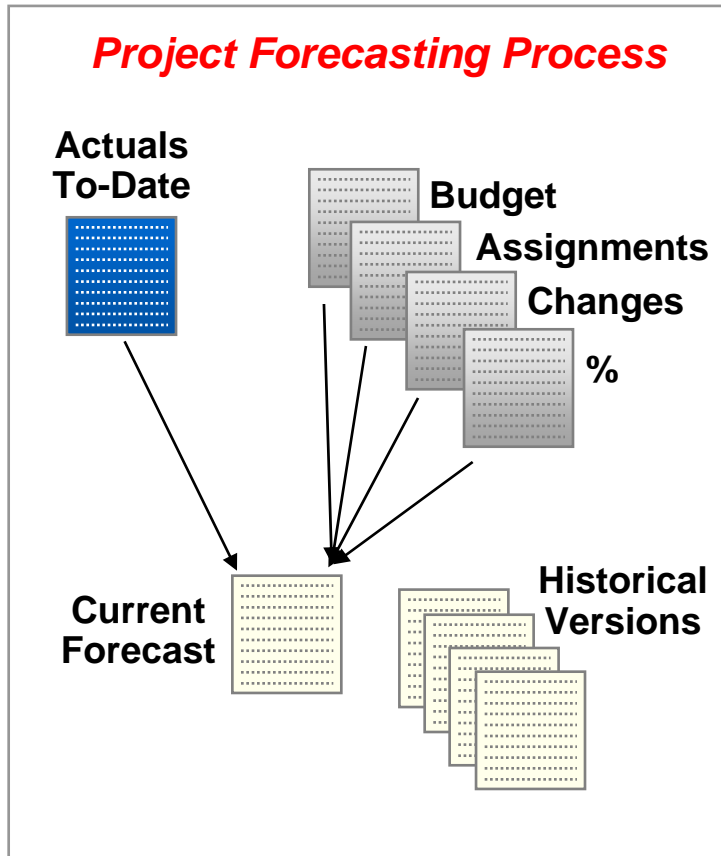 Project Forecasting Process
Actuals
To-Date
Budget
Assignments
Changes
%
Current
Forecast
Historical
Versions